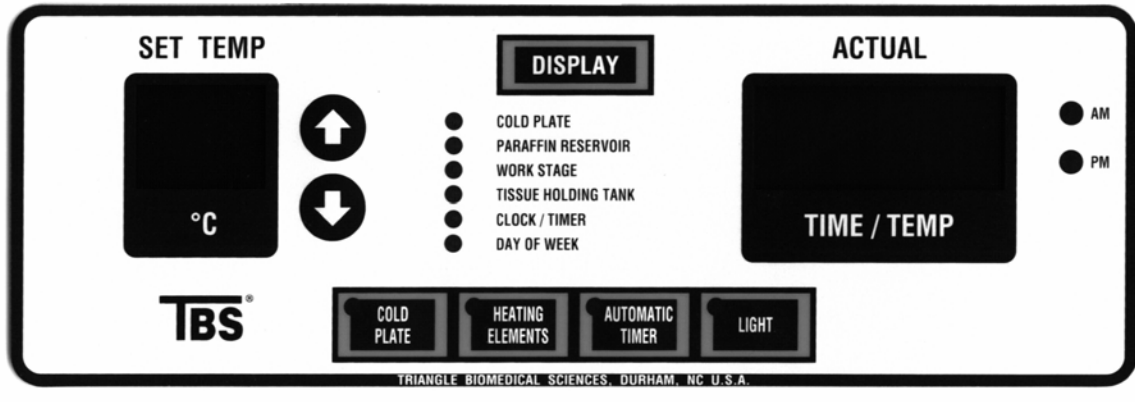 SET TEMP
°C
DISPLAY
COLD PLATE
PARAFFIN RESERVOIR
WORK STAGE
TISSUE HOLDING TANK
CLOCK / TIMER
DAY OF WEEK
ACTUAL
TIME / TEMP
AM
PM
TBS®
COLD
PLATE
HEATING
ELEMENTS
AUTOMATIC
TIMER
LIGHT
TRIANGLE BIOMEDICAL SCIENCES, DURHAM, NC U.S.A.